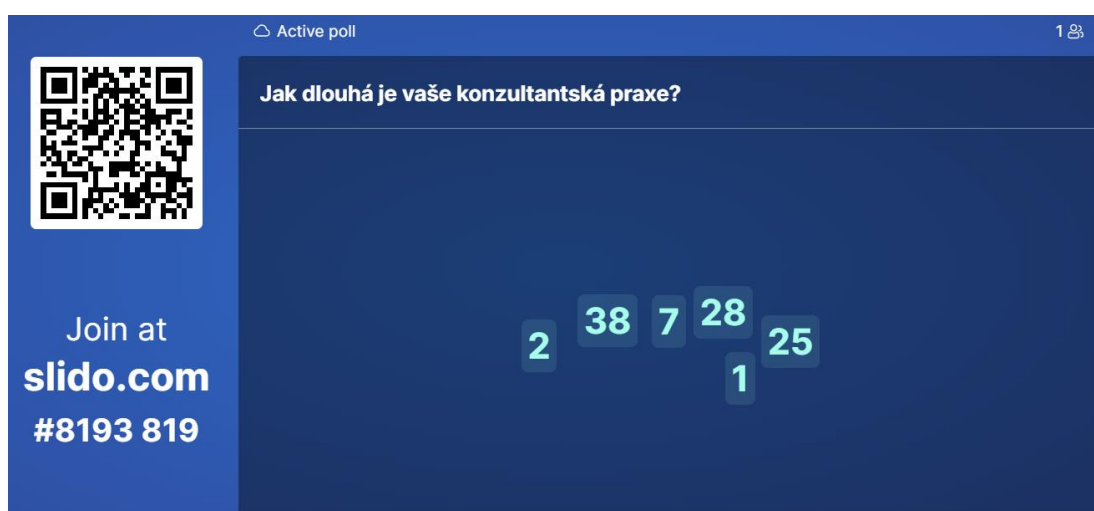 Active poll
1
Jak dlouhá je vaše konzultantská praxe?
Join at
slido.com
#8193 819
38
7
28
2
25
1